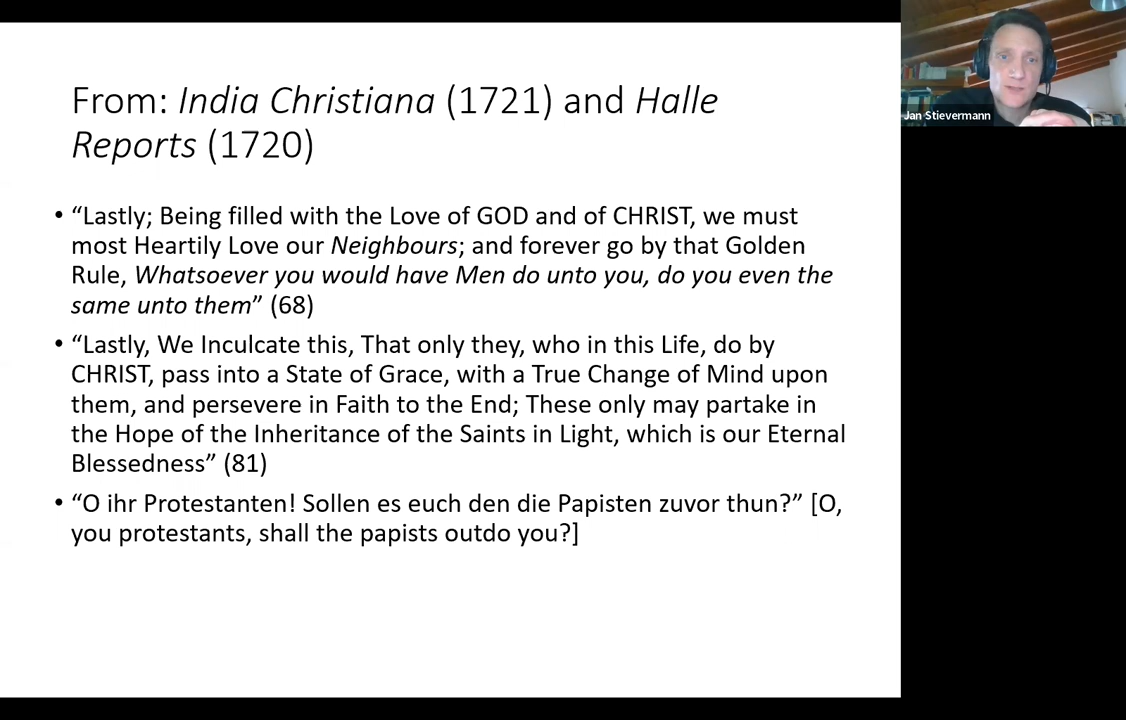 From: India Christiana (1721) and Halle
Reports (1720)
• “Lastly; Being filled with the Love of GOD and of CHRIST, we must
most Heartily Love our Neighbours; and forever go by that Golden
Rule, Whatsoever you would have Men do unto you, do you even the
same unto them” (68)
• “Lastly, We Inculcate this, That only they, who in this Life, do by
CHRIST, pass into a State of Grace, with a True Change of Mind upon
them, and persevere in Faith to the End; These only may partake in
the Hope of the Inheritance of the Saints in Light, which is our Eternal
Blessedness” (81)
• “O ihr Protestanten! Sollen es euch den die Papisten zuvor thun?” [O,
you protestants, shall the papists outdo you?]
Jan Stievermann